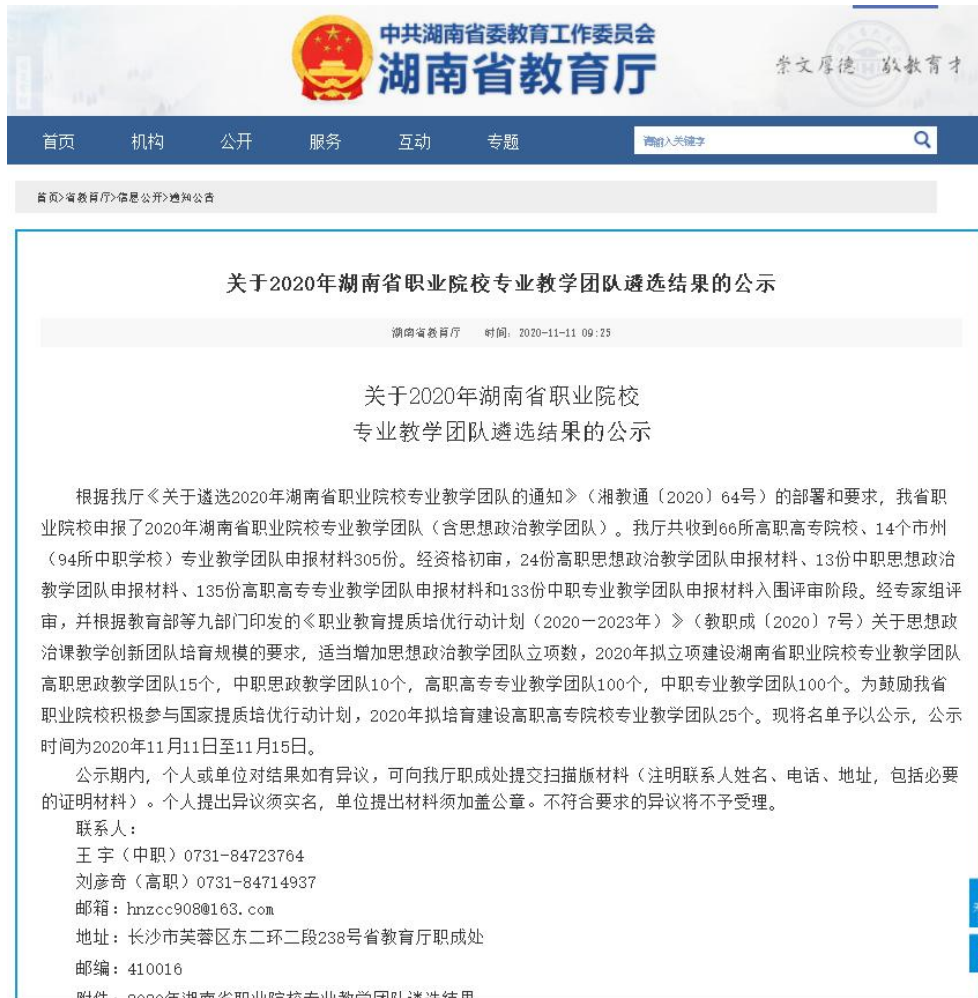 中共湖南省委教育工作委员会
湖南省教育厅
崇文厚德 敬教育才
首页 机构 公开 服务 互动 专题 请输入关键字
首页>省教育厅>信息公开>通知公告
关于2020年湖南省职业院校专业教学团队遴选结果的公示
湖南省教育厅 时间：2020-11-11 09:25
关于2020年湖南省职业院校
专业教学团队遴选结果的公示
根据我厅《关于遴选2020年湖南省职业院校专业教学团队的通知》（湘教通〔2020〕64号）的部署和要求，我省职
业院校申报了2020年湖南省职业院校专业教学团队（含思想政治教学团队）。我厅共收到66所高职高专院校、14个市州
（94所中职学校）专业教学团队申报材料305份。经资格初审，24份高职思想政治教学团队申报材料、13份中职思想政治
教学团队申报材料、135份高职高专专业教学团队申报材料和133份中职专业教学团队申报材料入围评审阶段。经专家组评
审，并根据教育部等九部门印发的《职业教育提质培优行动计划（2020—2023年）》（教职成〔2020〕7号）关于思想政
治课教学创新团队培育规模的要求，适当增加思想政治教学团队立项数，2020年拟立项建设湖南省职业院校专业教学团队
高职思政教学团队15个，中职思政教学团队10个，高职高专专业教学团队100个，中职专业教学团队100个。为鼓励我省
职业院校积极参与国家提质培优行动计划，2020年拟培育建设高职高专院校专业教学团队25个。现将名单予以公示，公示
时间为2020年11月11日至11月15日。
公示期内，个人或单位对结果如有异议，可向我厅职成处提交扫描版材料（注明联系人姓名、电话、地址，包括必要
的证明材料）。个人提出异议须实名，单位提出材料须加盖公章。不符合要求的异议将不予受理。
联系人：
王 宇（中职）0731-84723764
刘彦奇（高职）0731-84714937
邮箱：hnzcc908@163.com
地址：长沙市芙蓉区东二环二段238号省教育厅职成处
邮编：410016
附件：2020年湖南省职业院校专业教学团队遴选结果